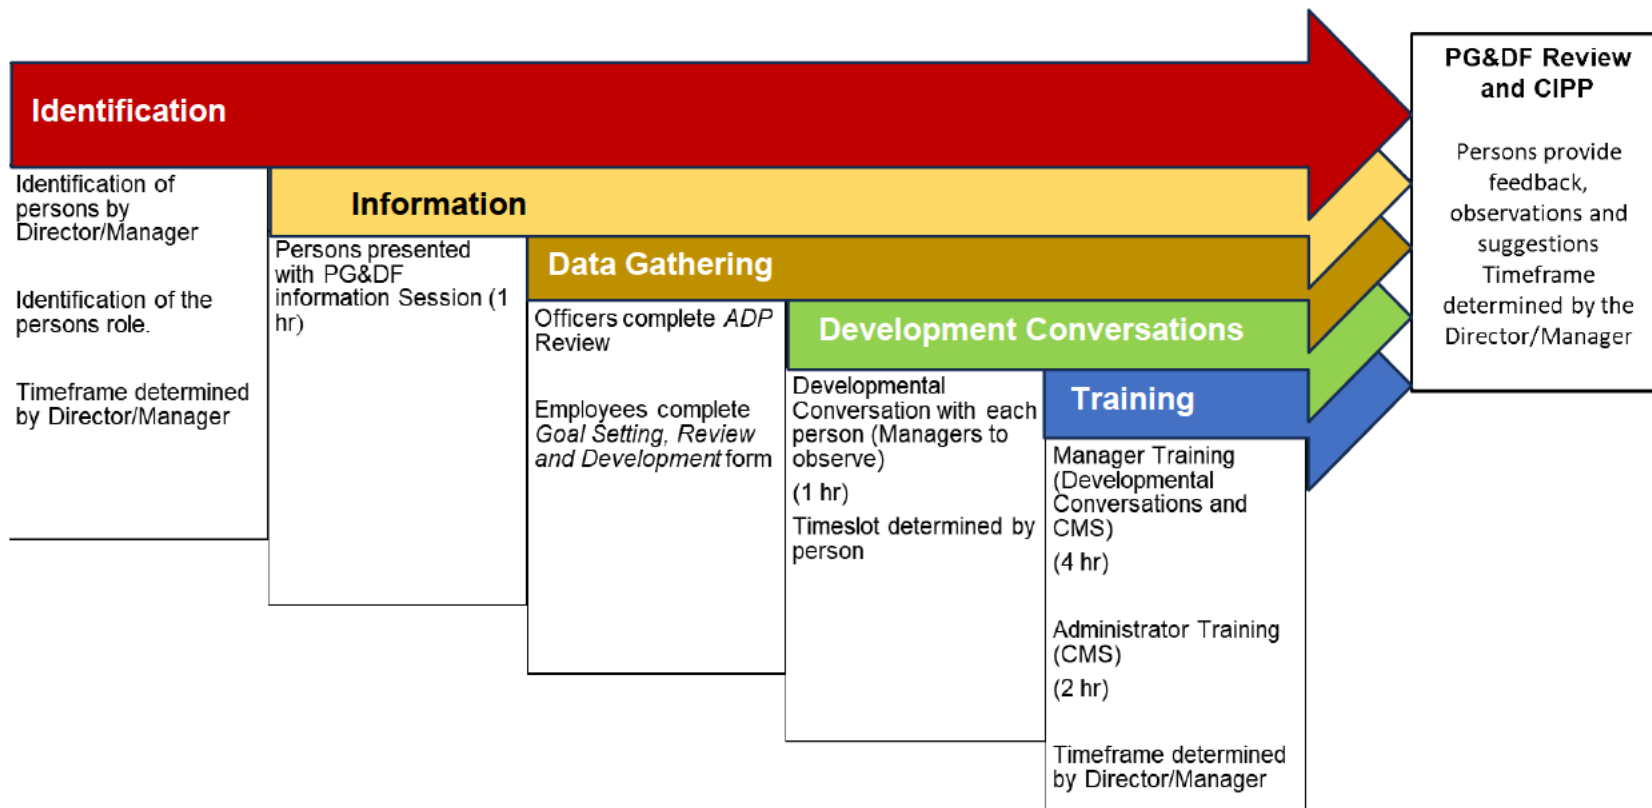 Identification
Identification of
persons by
Director/Manager
Identification of the
persons role.
Timeframe determined
by Director/Manager
Information
Persons presented
with PG&DF
information Session (1
hr)
Data Gathering
Officers complete ADP
Review
Employees complete
Goal Setting, Review
and Development form
Development Conversations
Developmental
Conversation with each
person (Managers to
observe)
(1 hr)
Timeslot determined by
person
Training
Manager Training
(Developmental
Conversations and
CMS)
(4 hr)
Administrator Training
(CMS)
(2 hr)
Timeframe determined
by Director/Manager
PG&DF Review
and CIPP
Persons provide
feedback,
observations and
suggestions
Timeframe
determined by the
Director/Manager